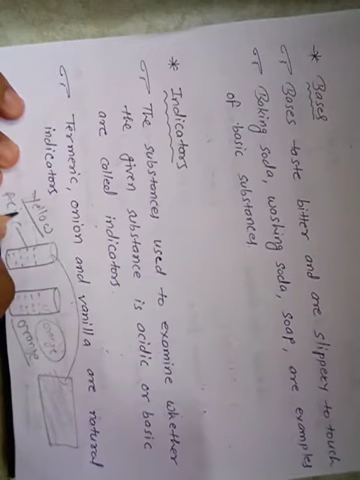 * Bases
Bases taste bitter and are slippery to touch
Baking soda, washing soda, soap, are examples
of basic substances.
* Indicators
The substances used to examine whether
the given substance is acidic or basic
are called indicators.
Termeric, onion and vanilla are natural
indicators
yellow
orange
orange